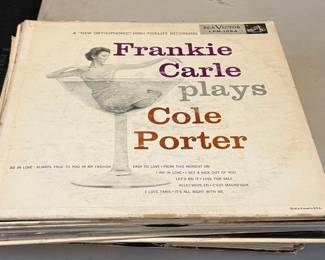 A "NEW ORTHOPHONIC" HIGH FIDELITY RECORDING
RCA VICTOR
Frankie
Carle
plays
Cole
Porter
SO IN LOVE • ALWAYS TRUE TO YOU IN MY FASHION
EASY TO LOVE • FROM THIS MOMENT ON
I AM IN LOVE • I GET A KICK OUT OF YOU
LET'S DO IT • LOVE FOR SALE
ALLEZ-VOUS-EN • C'EST MAGNIFIQUE
I LOVE PARIS • IT'S ALL RIGHT WITH ME